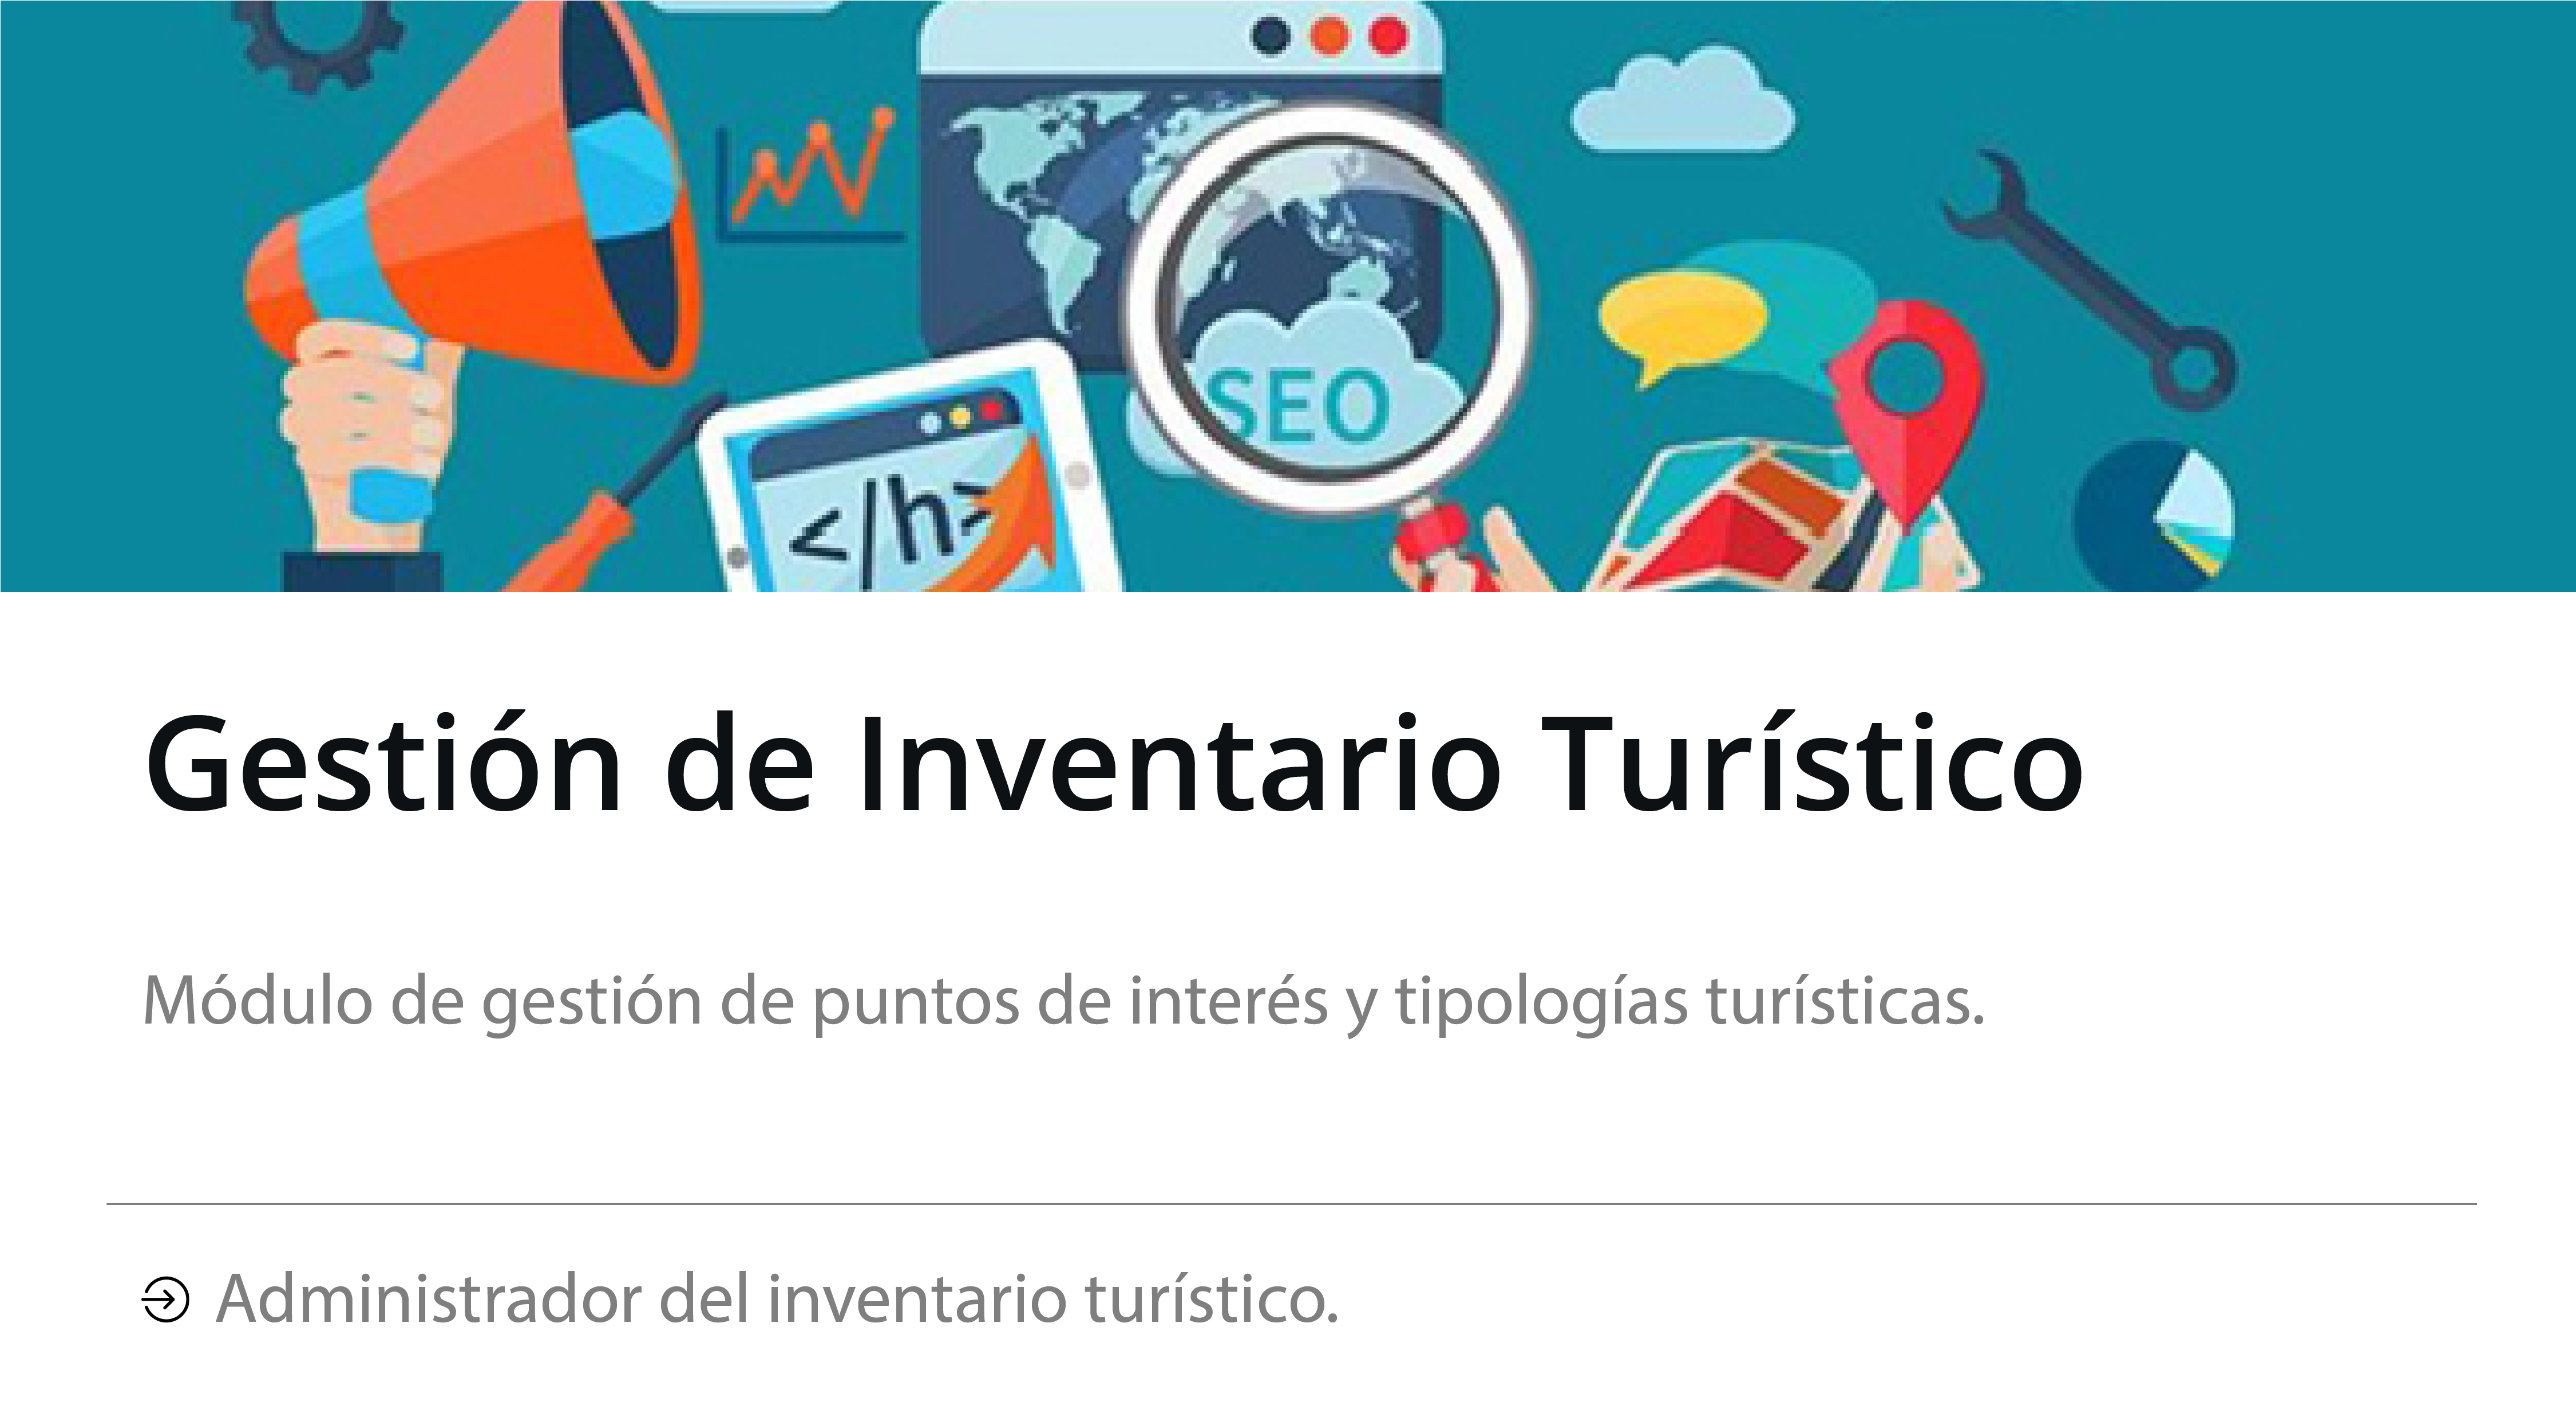 SEO
</h>
Gestión de Inventario Turístico
Módulo de gestión de puntos de interés y tipologías turísticas.
Administrador del inventario turístico.